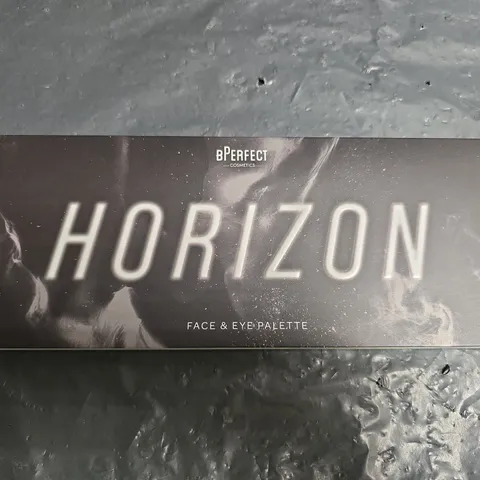 BPERFECT
COSMETICS
HORIZON
FACE & EYE PALETTE